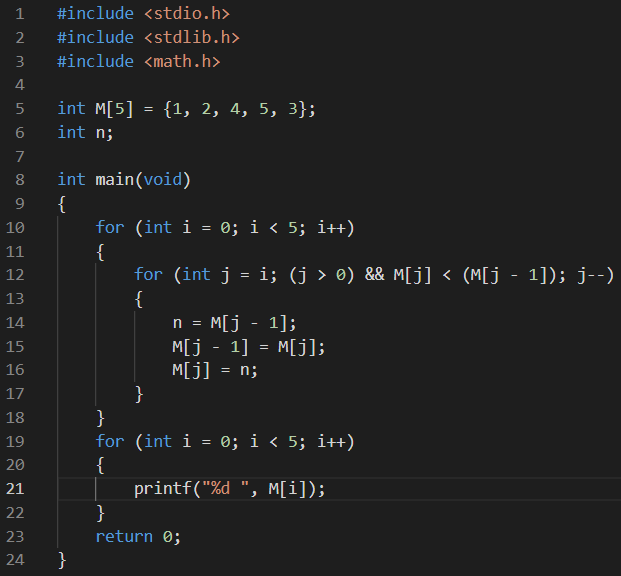 1 #include <stdio.h>
2 #include <stdlib.h>
3 #include <math.h>
4
5 int M[5] = {1, 2, 4, 5, 3};
6 int n;
7
8 int main(void)
9 {
10     for (int i = 0; i < 5; i++)
11     {
12         for (int j = i; (j > 0) && M[j] < (M[j - 1]); j--)
13         {
14             n = M[j - 1];
15             M[j - 1] = M[j];
16             M[j] = n;
17         }
18     }
19     for (int i = 0; i < 5; i++)
20     {
21         printf("%d ", M[i]);
22     }
23     return 0;
24 }